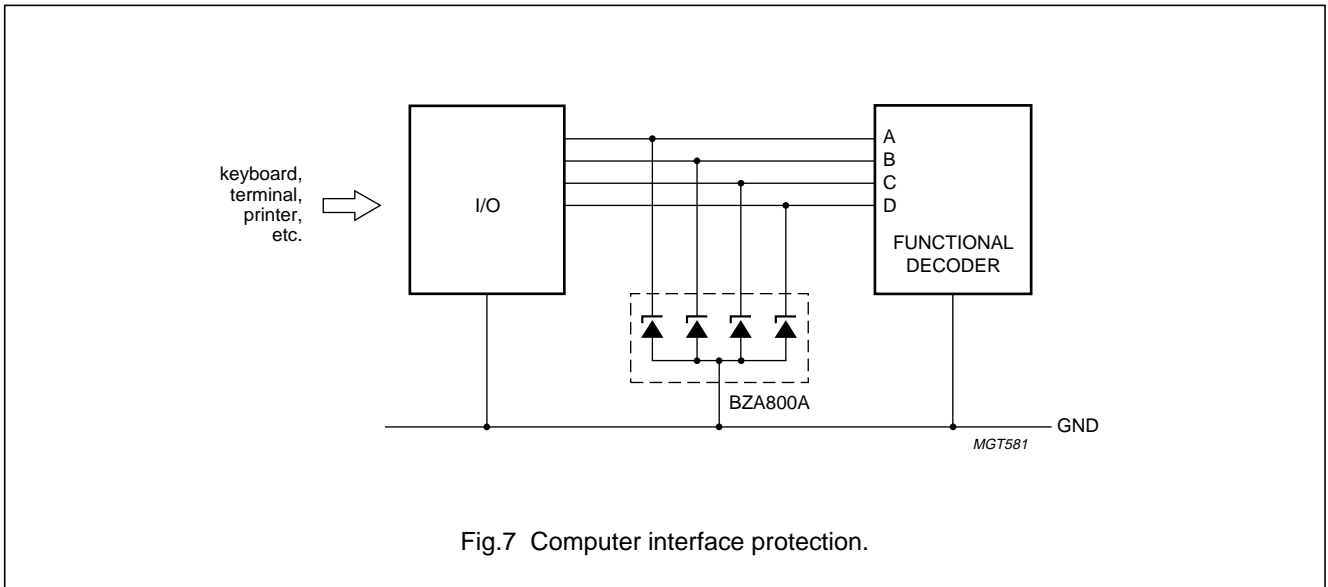 keyboard,
terminal,
printer,
etc.
I/O
A
B
C
D
FUNCTIONAL
DECODER
BZA800A
GND
MGT581
Fig.7 Computer interface protection.